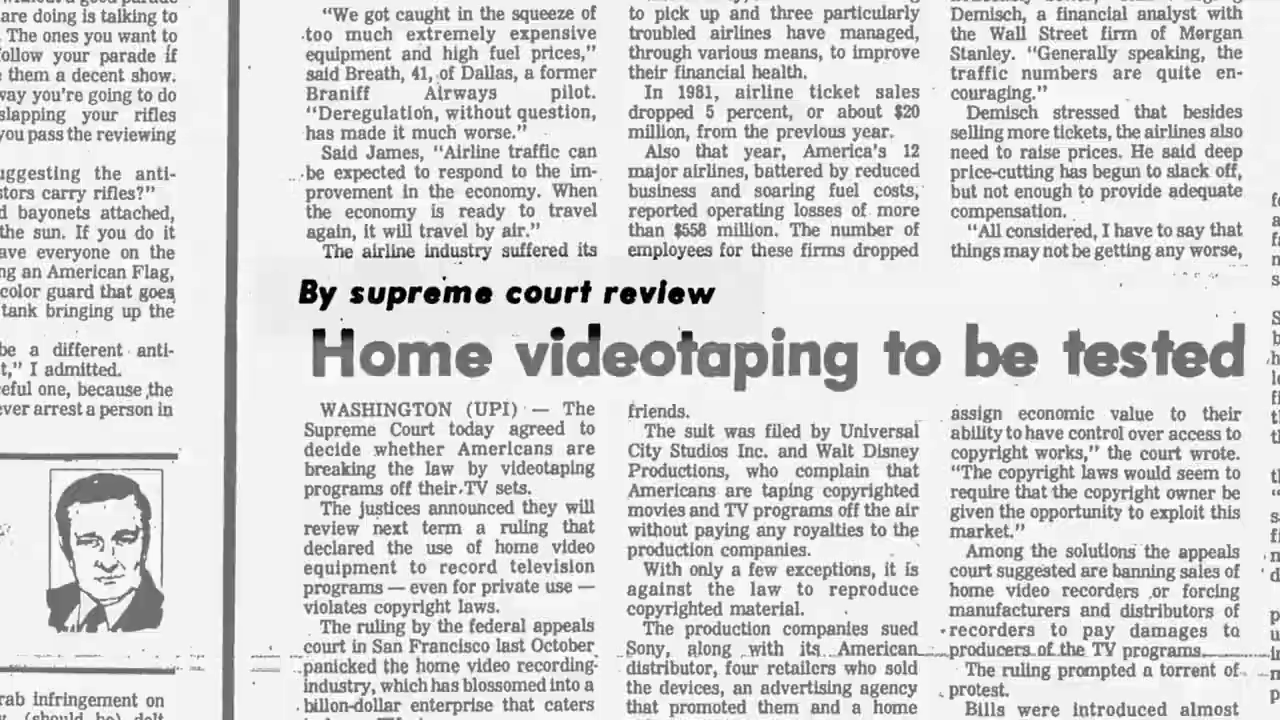 are doing is talking to
The ones you want to
follow your parade if
them a decent show.
way you're going to do
slapping your rifles
you pass the reviewing
uggesting the anti-
stors carry rifles?"
d bayonets attached,
the sun. If you do it
ave everyone on the
ng an American Flag,
color guard that goes
tank bringing up the
be a different anti-
t," I admitted.
ceful one, because the
ever arrest a person in
rab infringement on
"We got caught in the squeeze of
too much extremely expensive
equipment and high fuel prices,"
said Breath, 41, of Dallas, a former
Braniff Airways pilot.
"Deregulation, without question,
has made it much worse."
Said James, "Airline traffic can
be expected to respond to the im-
provement in the economy. When
the economy is ready to travel
again, it will travel by air."
The airline industry suffered its
to pick up and three particularly
troubled airlines have managed,
through various means, to improve
their financial health.
In 1981, airline ticket sales
dropped 5 percent, or about $20
million, from the previous year.
Also that year, America's 12
major airlines, battered by reduced
business and soaring fuel costs,
reported operating losses of more
than $558 million. The number of
employees for these firms dropped
Demisch, a financial analyst with
the Wall Street firm of Morgan
Stanley. "Generally speaking, the
traffic numbers are quite en-
couraging."
Demisch stressed that besides
selling more tickets, the airlines also
need to raise prices. He said deep
price-cutting has begun to slack off,
but not enough to provide adequate
compensation.
"All considered, I have to say that
things may not be getting any worse,
By supreme court review
Home videotaping to be tested
WASHINGTON (UPI) — The
Supreme Court today agreed to
decide whether Americans are
breaking the law by videotaping
programs off their TV sets.
The justices announced they will
review next term a ruling that
declared the use of home video
equipment to record television
programs — even for private use —
violates copyright laws.
The ruling by the federal appeals
court in San Francisco last October
panicked the home video recording
industry, which has blossomed into a
billon-dollar enterprise that caters
friends.
The suit was filed by Universal
City Studios Inc. and Walt Disney
Productions, who complain that
Americans are taping copyrighted
movies and TV programs off the air
without paying any royalties to the
production companies.
With only a few exceptions, it is
against the law to reproduce
copyrighted material.
The production companies sued
Sony, along with its American
distributor, four retailers who sold
the devices, an advertising agency
that promoted them and a home
assign economic value to their
ability to have control over access to
copyright works," the court wrote.
"The copyright laws would seem to
require that the copyright owner be
given the opportunity to exploit this
market."
Among the solutions the appeals
court suggested are banning sales of
home video recorders or forcing
manufacturers and distributors of
recorders to pay damages to
producers of the TV programs.
The ruling prompted a torrent of
protest.
Bills were introduced almost